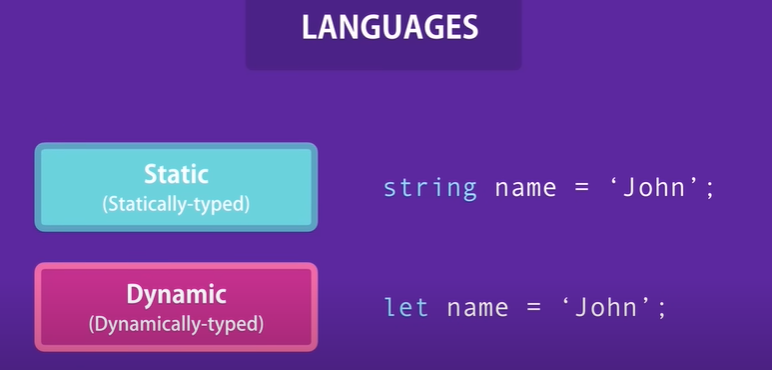 LANGUAGES
Static
(Statically-typed)
string name = ‘John’;
Dynamic
(Dynamically-typed)
let name = ‘John’;